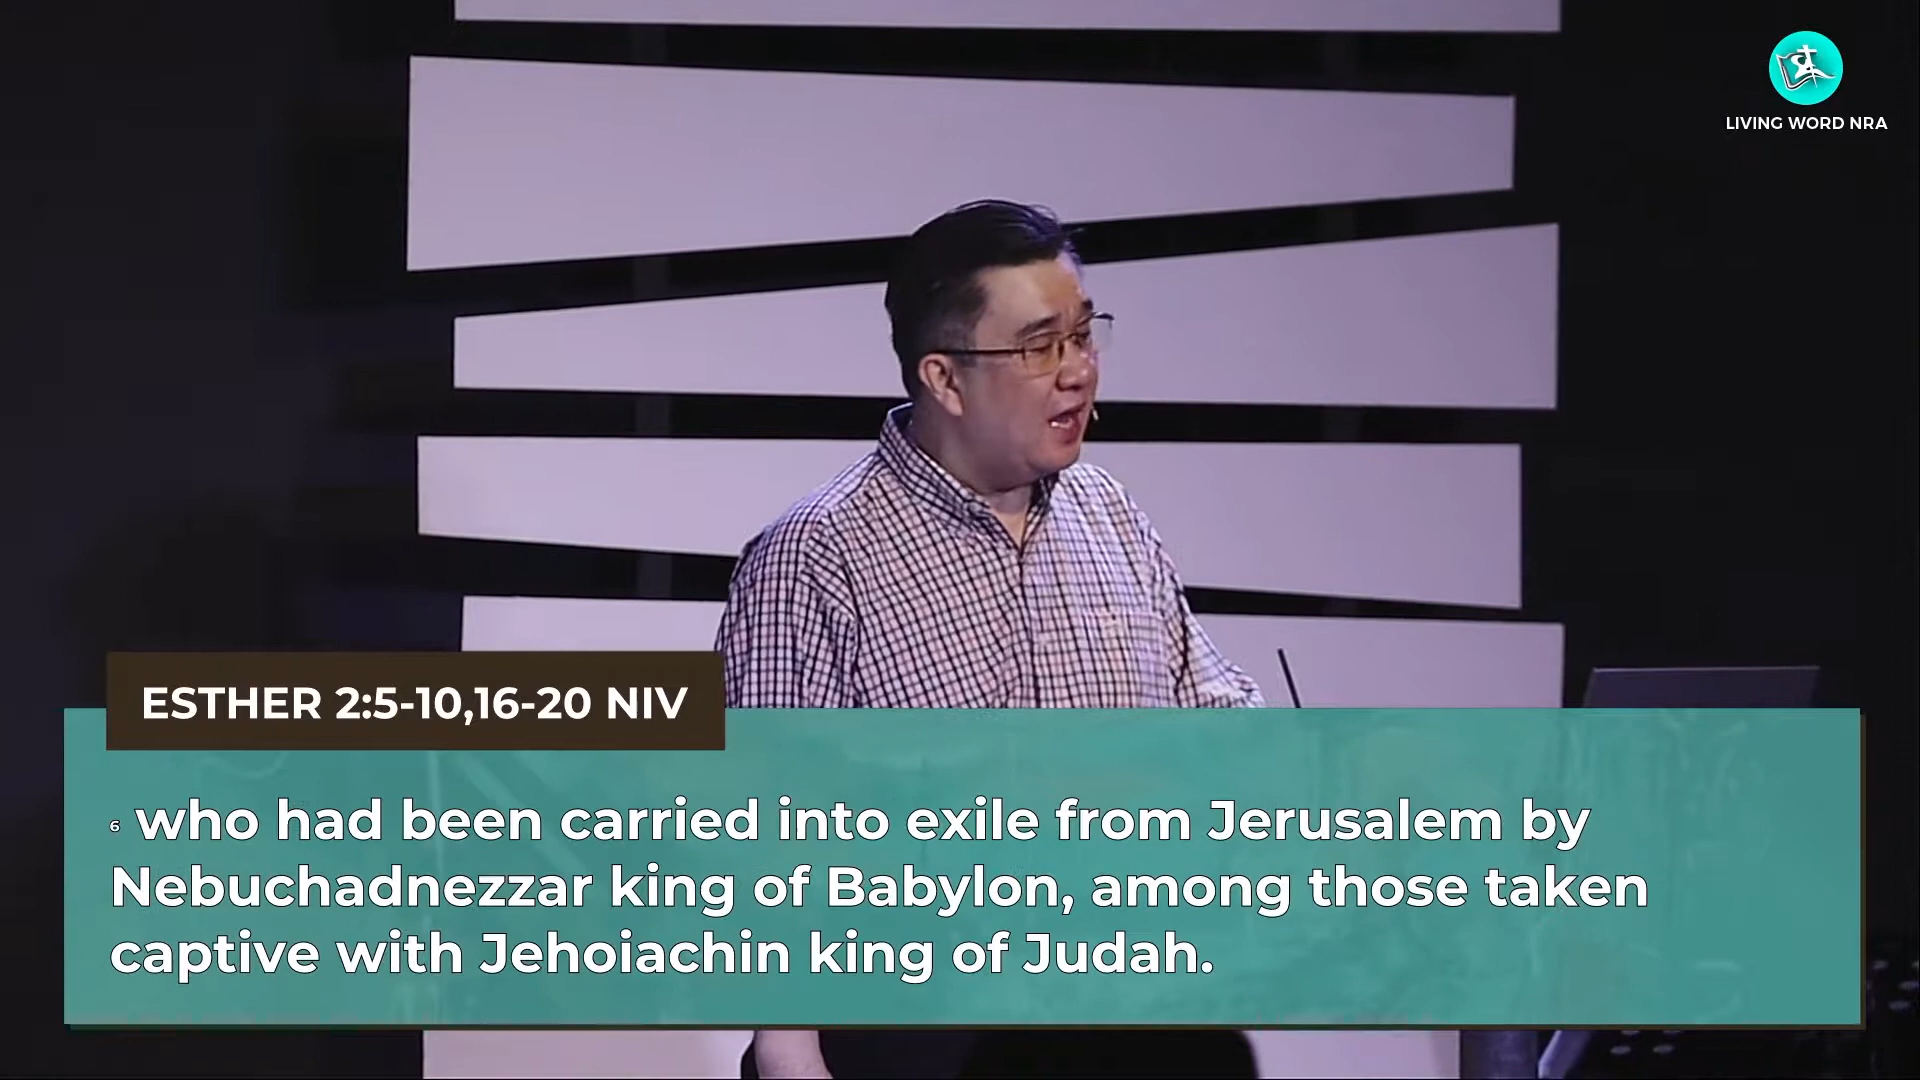 LIVING WORD NRA
ESTHER 2:5-10,16-20 NIV
6 who had been carried into exile from Jerusalem by
Nebuchadnezzar king of Babylon, among those taken
captive with Jehoiachin king of Judah.